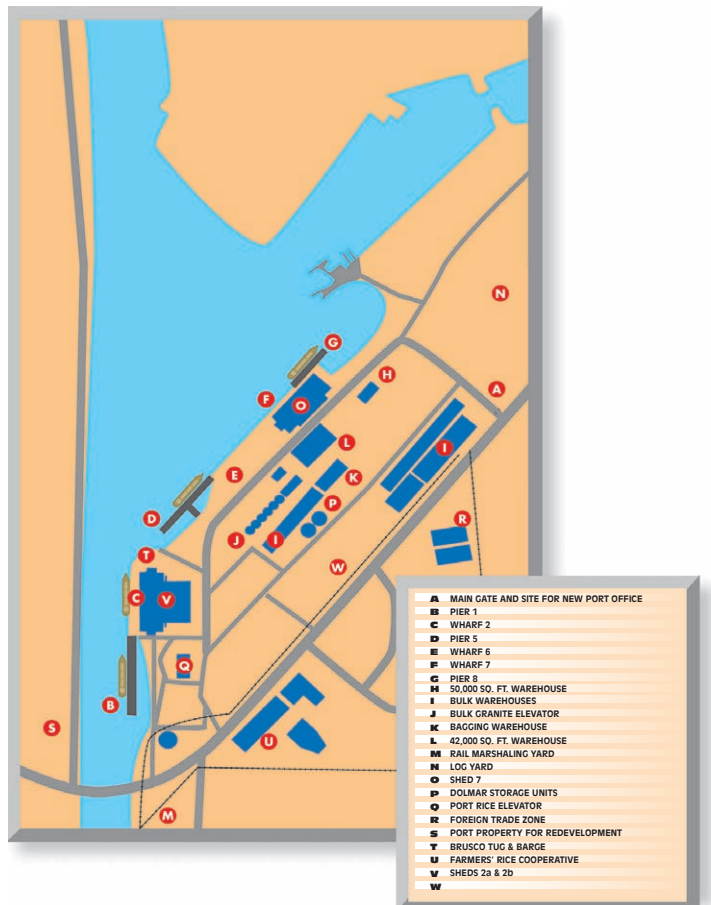 G
N
H
A
F
O
L
I
E
K
P
D
J
I
R
T
W
C
V
Q
B
S
U
M
A MAIN GATE AND SITE FOR NEW PORT OFFICE
B PIER 1
C WHARF 2
D PIER 5
E WHARF 6
F WHARF 7
G PIER 8
H 50,000 SQ. FT. WAREHOUSE
I BULK WAREHOUSES
J BULK GRANITE ELEVATOR
K BAGGING WAREHOUSE
L 42,000 SQ. FT. WAREHOUSE
M RAIL MARSHALING YARD
N LOG YARD
O SHED 7
P DOLMAR STORAGE UNITS
Q PORT RICE ELEVATOR
R FOREIGN TRADE ZONE
S PORT PROPERTY FOR REDEVELOPMENT
T BRUSCO TUG & BARGE
U FARMERS' RICE COOPERATIVE
V SHEDS 2a & 2b
W